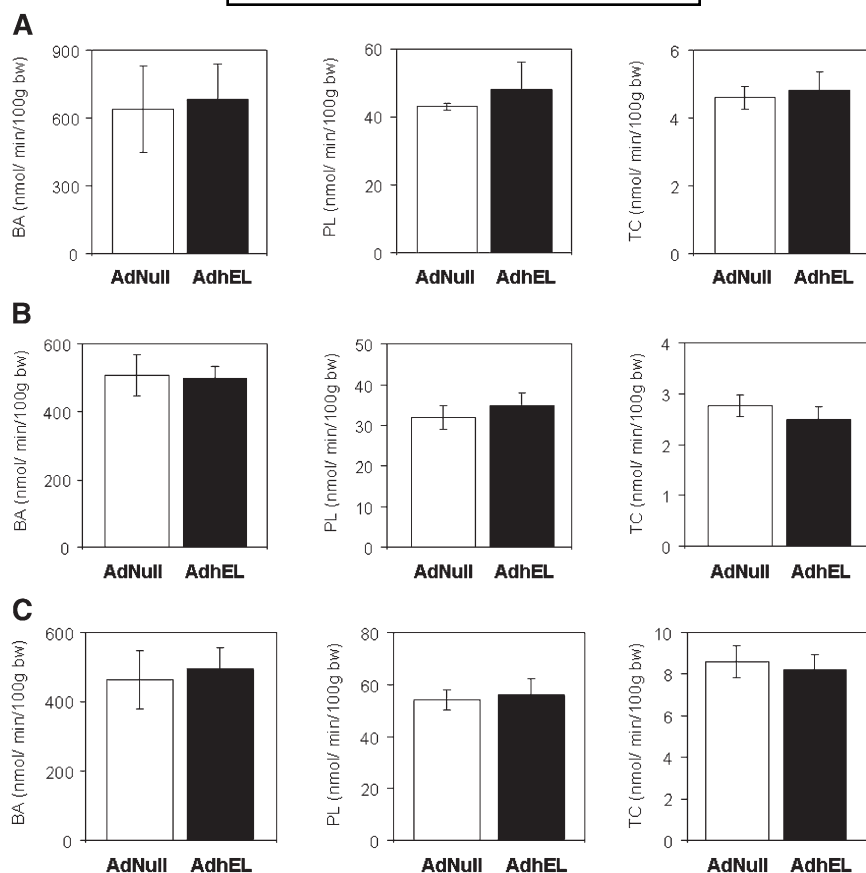 A
BA (nmol/ min/100g bw)
900
600
300
0
AdNull AdhEL
PL (nmol/ min/100g bw)
60
40
20
0
AdNull AdhEL
TC (nmol/ min/100g bw)
6
4
2
0
AdNull AdhEL
B
BA (nmol/ min/100g bw)
600
400
200
0
AdNull AdhEL
PL (nmol/ min/100g bw)
50
40
30
20
10
0
AdNull AdhEL
TC (nmol/ min/100g bw)
4
3
2
1
0
AdNull AdhEL
C
BA (nmol/ min/100g bw)
600
400
200
0
AdNull AdhEL
PL (nmol/ min/100g bw)
80
60
40
20
0
AdNull AdhEL
TC (nmol/ min/100g bw)
10
8
6
4
2
0
AdNull AdhEL